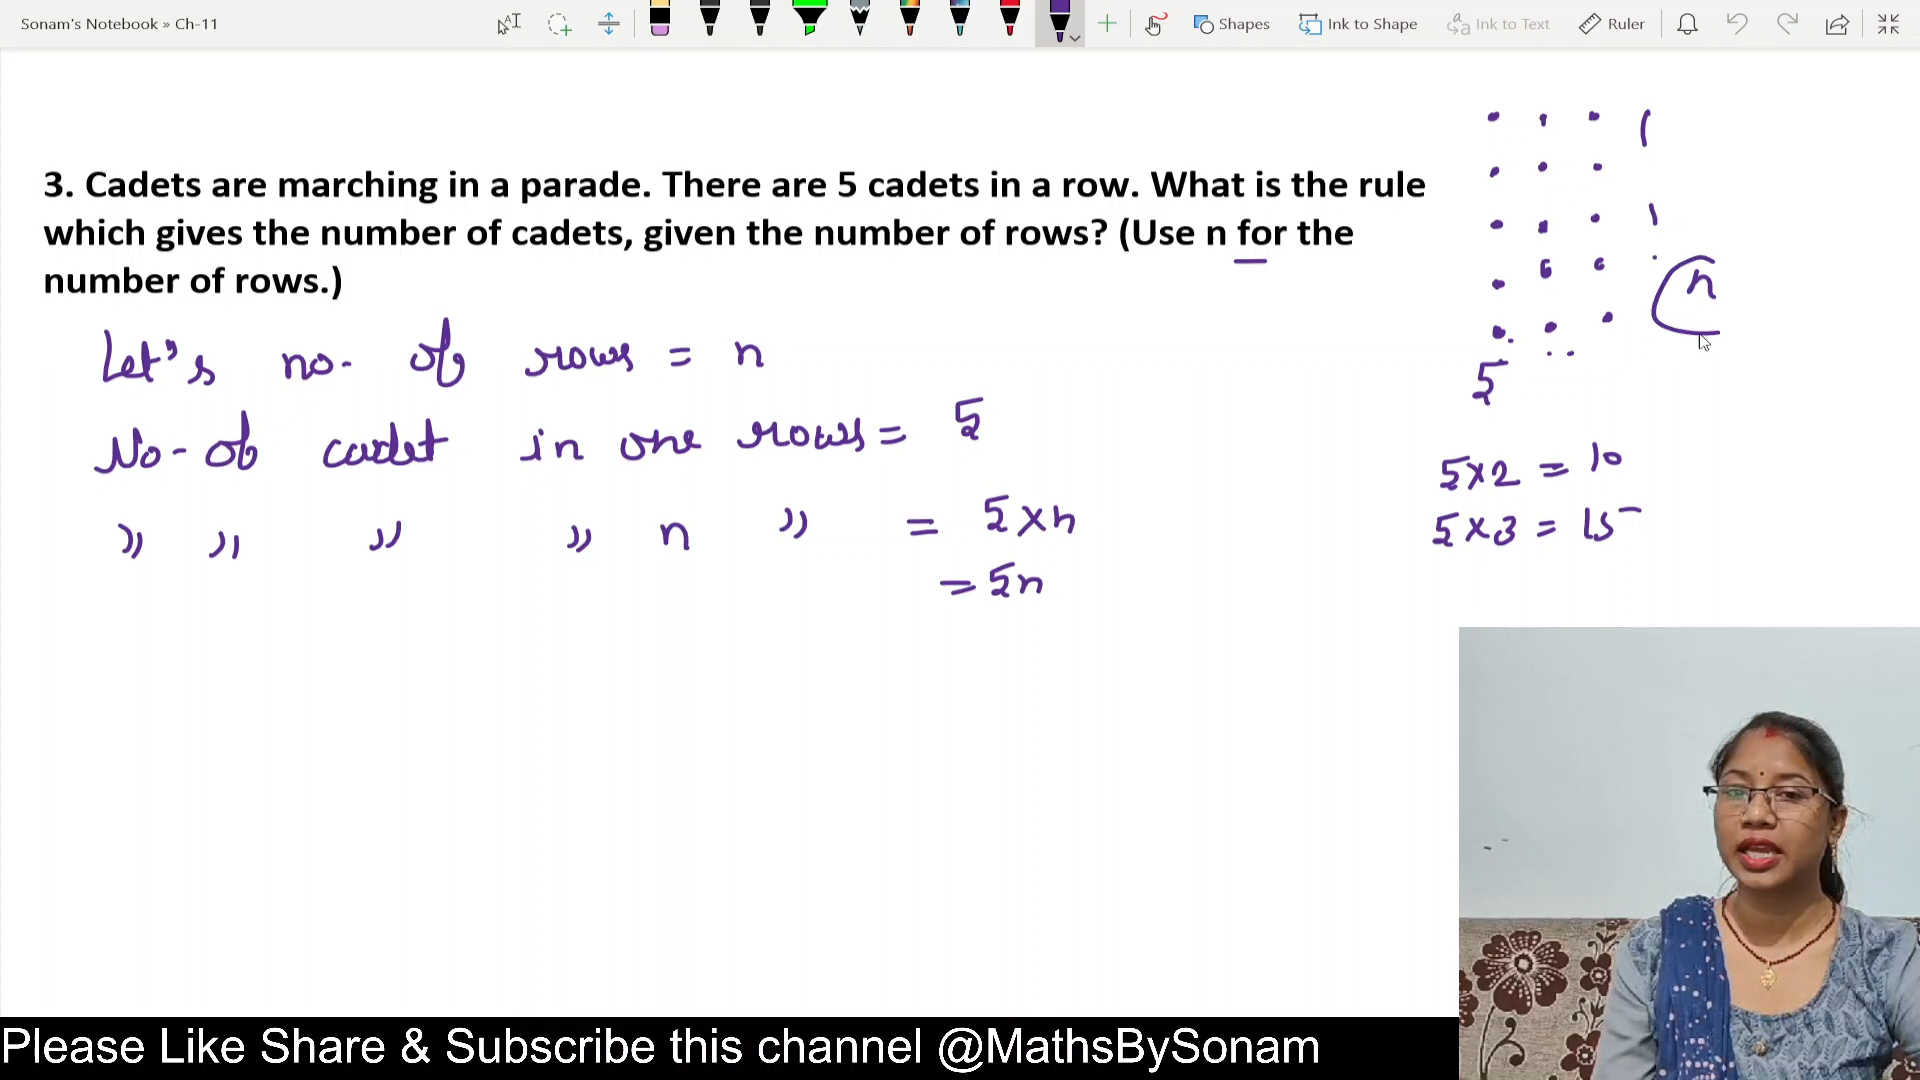 Sonam's Notebook » Ch-11
Shapes
Ink to Shape
Ink to Text
Ruler
3. Cadets are marching in a parade. There are 5 cadets in a row. What is the rule
which gives the number of cadets, given the number of rows? (Use n for the
number of rows.)
n
Let's no. of rows = n
5
No. of cadet in one rows = 5
5×2 = 10
" " " " n " = 5×n
5×3 = 15
= 5n
Please Like Share & Subscribe this channel @MathsBySonam